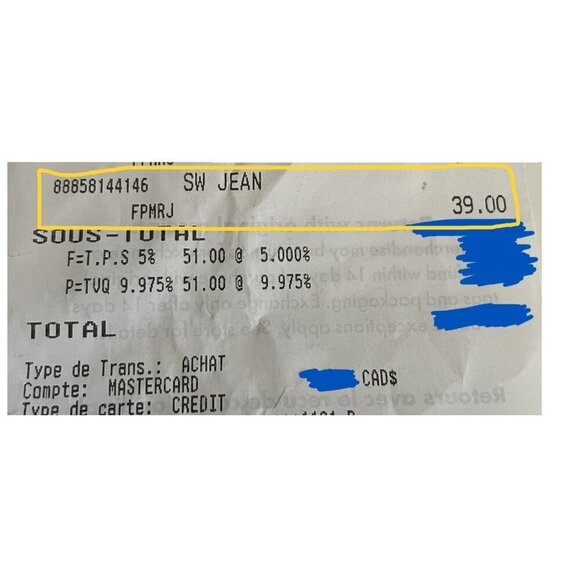 88858144146 SW JEAN
FPMRJ 39.00
SOUS-TOTAL
F=T.P.S 5% 51.00 @ 5.000%
P=TVQ 9.975% 51.00 @ 9.975%
TOTAL
Type de Trans.: ACHAT
CAD$
Compte: MASTERCARD
Type de carte: CREDIT